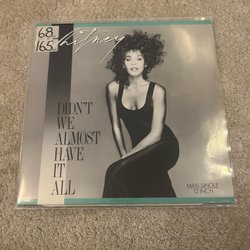 68
165
Whitney
DIDN'T
WE
ALMOST
HAVE
IT
ALL
MAXI-SINGLE
12 INCH